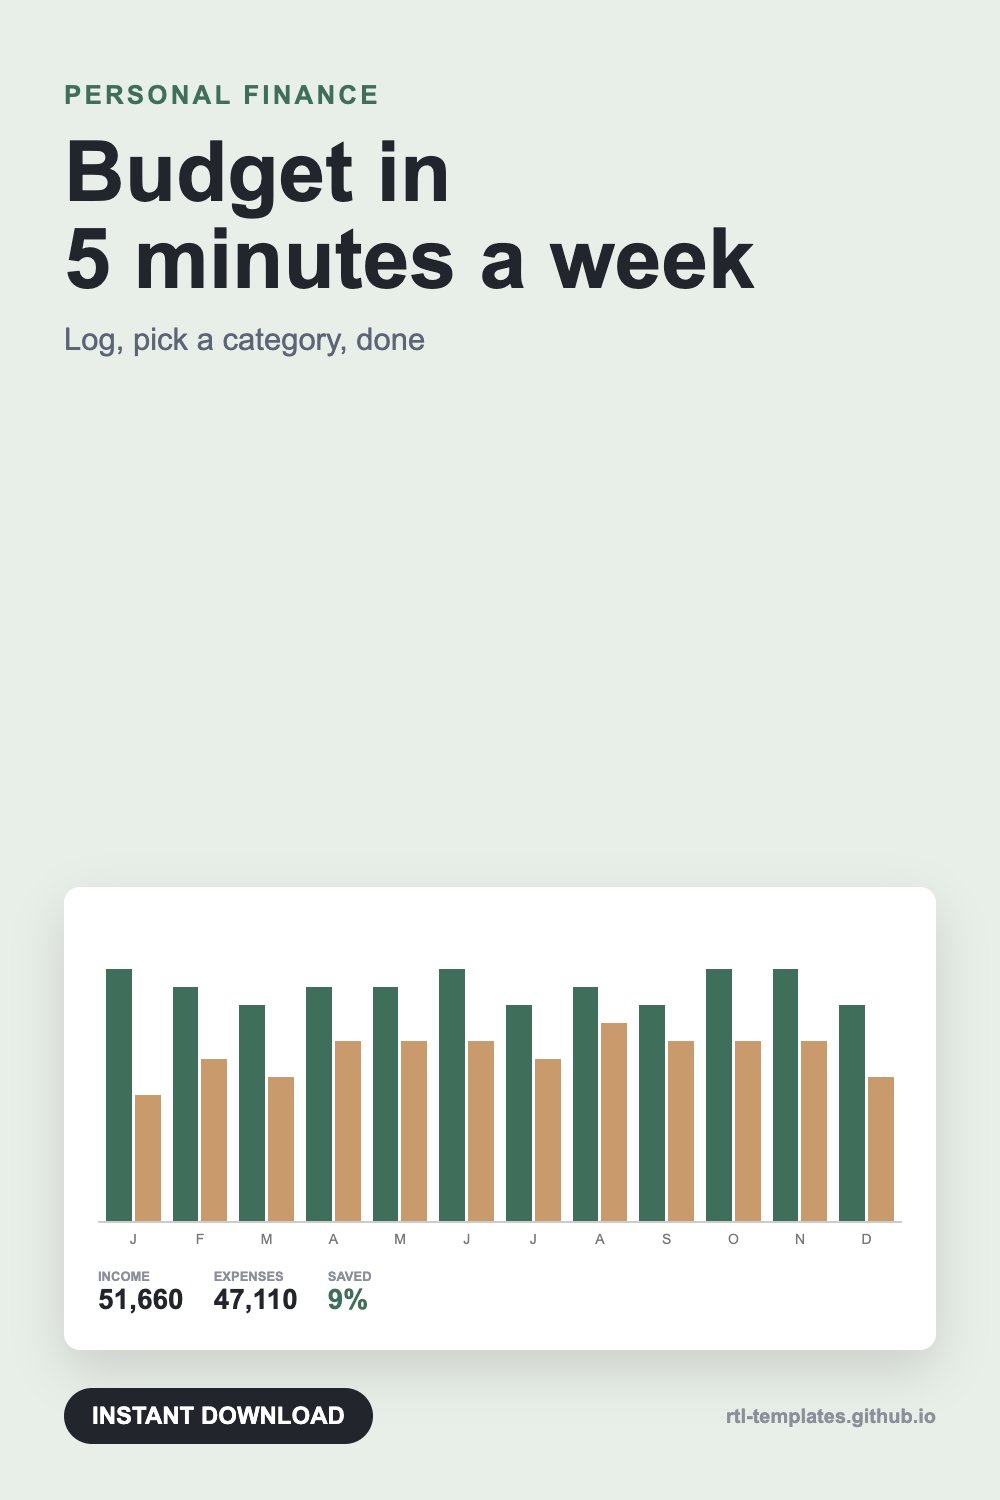 PERSONAL FINANCE
Budget in
5 minutes a week
Log, pick a category, done
J F M A M J J A S O N D
INCOME EXPENSES SAVED
51,660 47,110 9%
INSTANT DOWNLOAD
rtl-templates.github.io